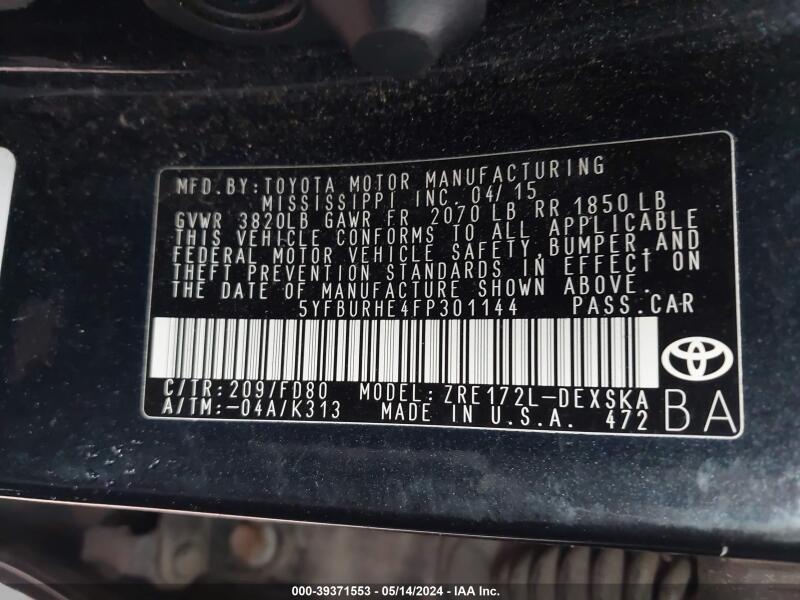 MFD. BY: TOYOTA MOTOR MANUFACTURING
MISSISSIPPI INC. 04/15
GVWR 3820LB GAWR FR 2070 LB RR 1850 LB
THIS VEHICLE CONFORMS TO ALL APPLICABLE
FEDERAL MOTOR VEHICLE SAFETY, BUMPER, AND
THEFT PREVENTION STANDARDS IN EFFECT ON
THE DATE OF MANUFACTURE SHOWN ABOVE.
5YFBURHE4FP301144 PASS. CAR
C/TR: 209/FD80 MODEL: ZRE172L-DEXSKA
A/TM: -04A/K313 MADE IN U.S.A. 472 BA
000-39371553 - 05/14/2024 - IAA Inc.